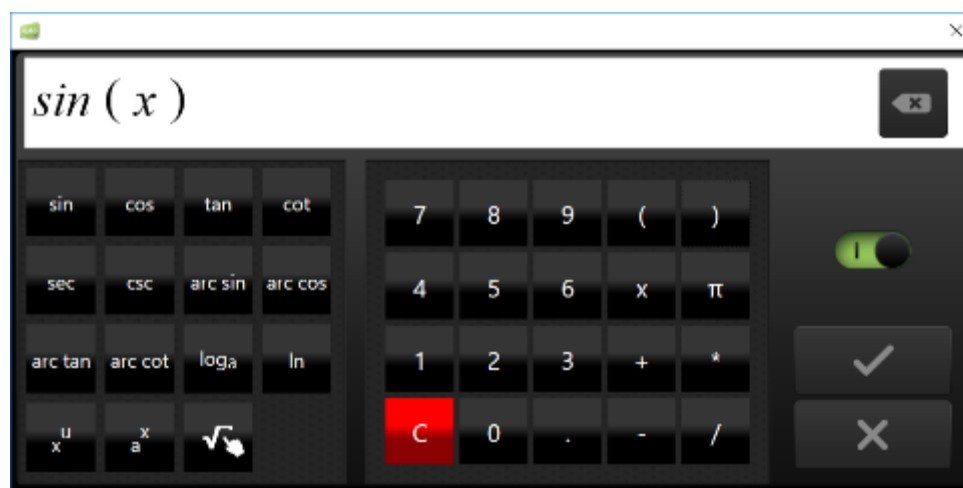 sin ( x )
sin cos tan cot
sec csc arc sin arc cos
arc tan arc cot logₐ ln
xᵘ aˣ √
7 8 9 ( )
4 5 6 x π
1 2 3 + *
C 0 . - /